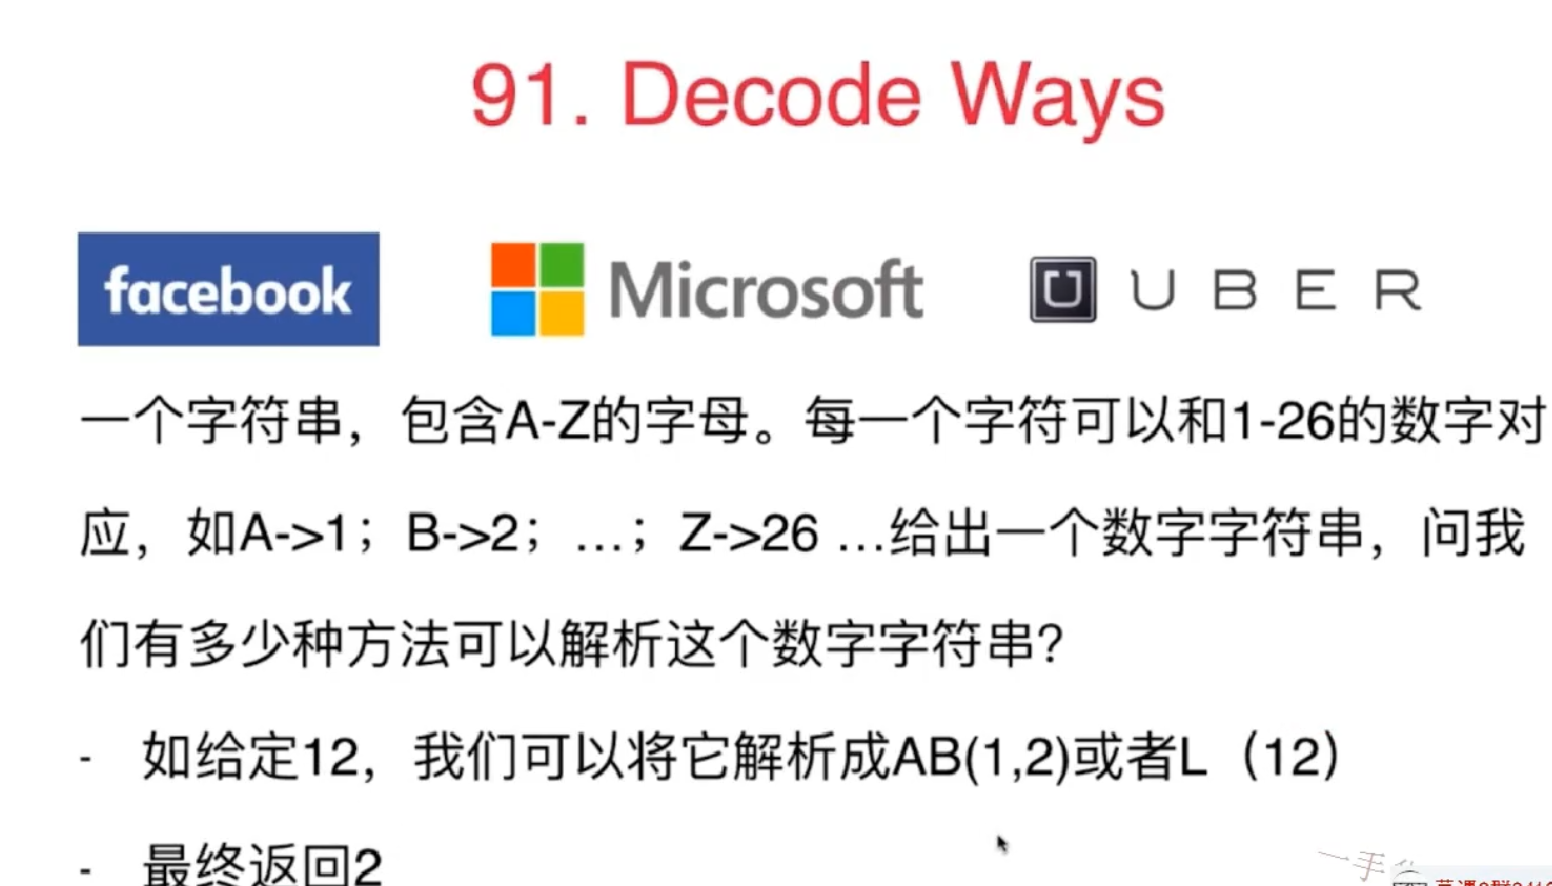 91. Decode Ways
facebook
Microsoft
UBER
一个字符串，包含A-Z的字母。每一个字符可以和1-26的数字对
应，如A->1；B->2；…；Z->26 …给出一个数字字符串，问我
们有多少种方法可以解析这个数字字符串？
- 如给定12，我们可以将它解析成AB(1,2)或者L（12）
- 最终返回2
一手